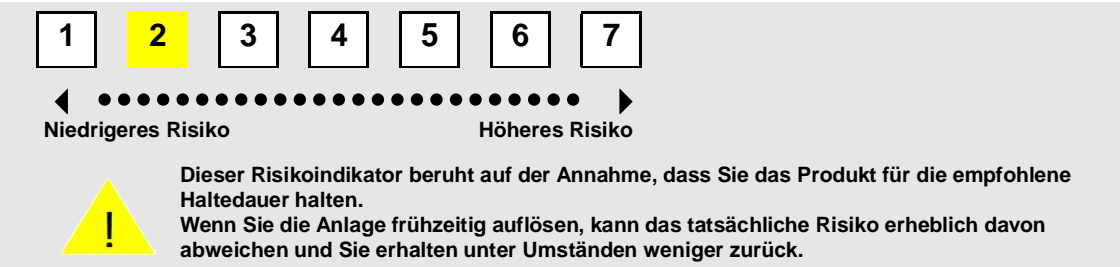 1 2 3 4 5 6 7
Niedrigeres Risiko Höheres Risiko
Dieser Risikoindikator beruht auf der Annahme, dass Sie das Produkt für die empfohlene
Haltedauer halten.
! Wenn Sie die Anlage frühzeitig auflösen, kann das tatsächliche Risiko erheblich davon
abweichen und Sie erhalten unter Umständen weniger zurück.